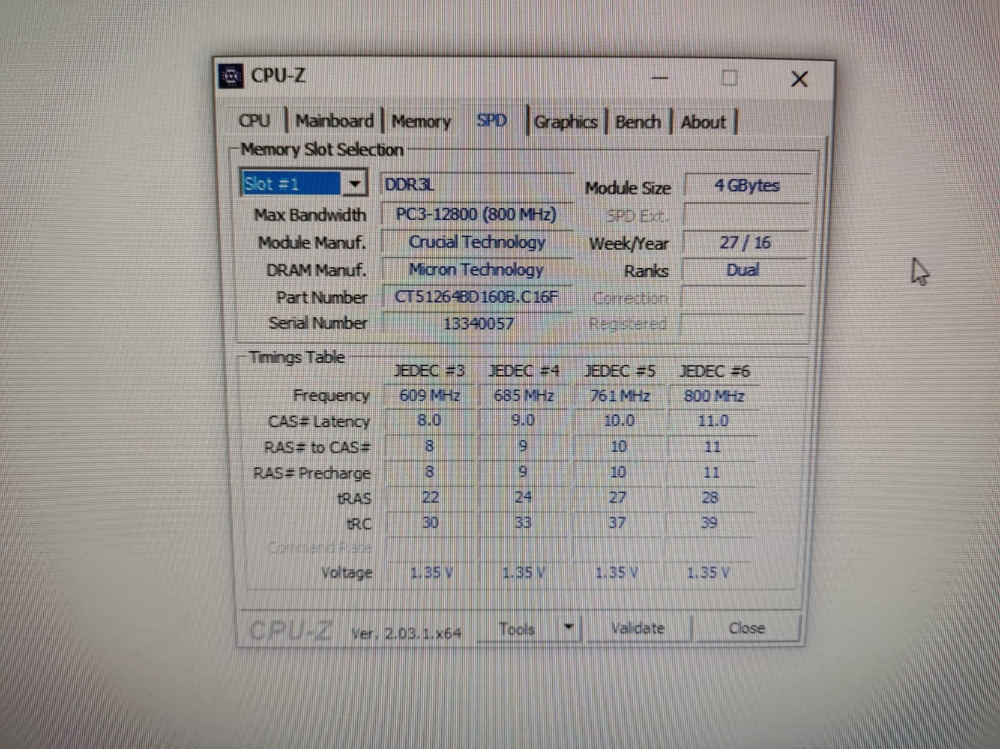 CPU-Z
CPU Mainboard Memory SPD Graphics Bench About
Memory Slot Selection
Slot #1 DDR3L Module Size 4 GBytes
Max Bandwidth PC3-12800 (800 MHz) SPD Ext.
Module Manuf. Crucial Technology Week/Year 27 / 16
DRAM Manuf. Micron Technology Ranks Dual
Part Number CT51264BD160B.C16F Correction
Serial Number 13340057 Registered
Timings Table
JEDEC #3 JEDEC #4 JEDEC #5 JEDEC #6
Frequency 609 MHz 685 MHz 761 MHz 800 MHz
CAS# Latency 8.0 9.0 10.0 11.0
RAS# to CAS# 8 9 10 11
RAS# Precharge 8 9 10 11
tRAS 22 24 27 28
tRC 30 33 37 39
Command Rate
Voltage 1.35 V 1.35 V 1.35 V 1.35 V
CPU-Z Ver. 2.03.1.x64 Tools Validate Close